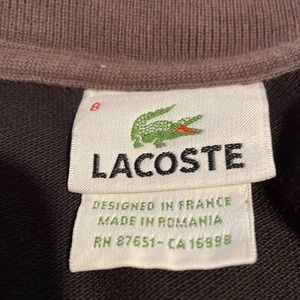 8
LACOSTE
DESIGNED IN FRANCE
MADE IN ROMANIA
RN 87651 - CA 16998